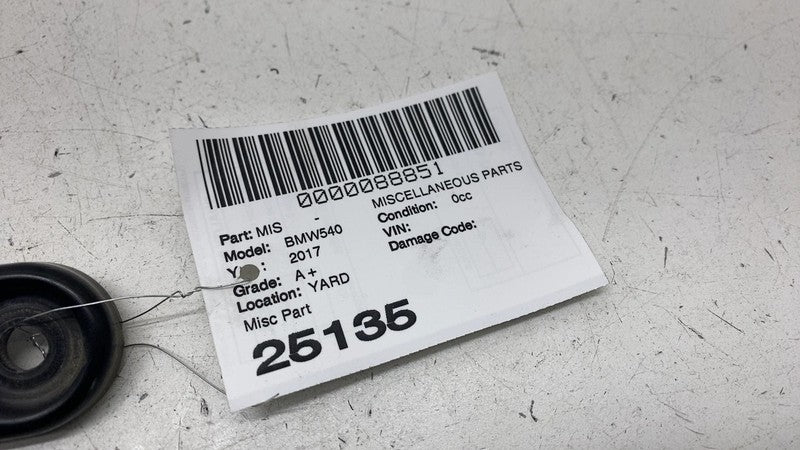 0000088851
Part: MIS - MISCELLANEOUS PARTS
Model: BMW540 Condition: 0cc
Y : 2017 VIN:
Grade: A+ Damage Code:
Location: YARD
Misc Part
25135